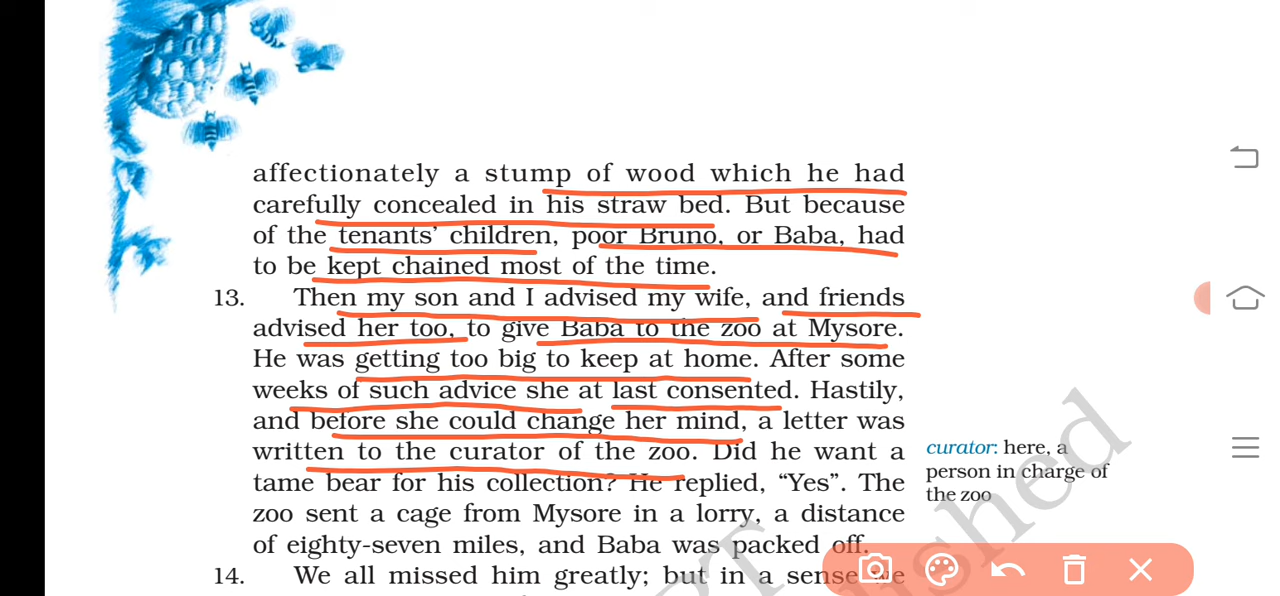 affectionately a stump of wood which he had
carefully concealed in his straw bed. But because
of the tenants' children, poor Bruno, or Baba, had
to be kept chained most of the time.
13. Then my son and I advised my wife, and friends
advised her too, to give Baba to the zoo at Mysore.
He was getting too big to keep at home. After some
weeks of such advice she at last consented. Hastily,
and before she could change her mind, a letter was
written to the curator of the zoo. Did he want a
tame bear for his collection? He replied, “Yes”. The
zoo sent a cage from Mysore in a lorry, a distance
of eighty-seven miles, and Baba was packed off.
14. We all missed him greatly; but in a sense we
curator: here, a
person in charge of
the zoo